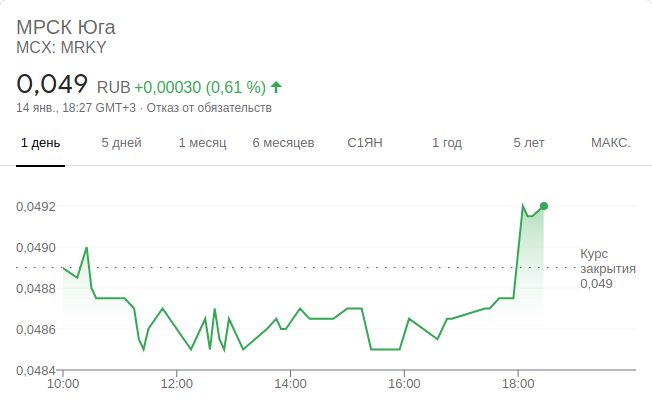 МРСК Юга
MCX: MRKY
0,049 RUB +0,00030 (0,61 %)
14 янв., 18:27 GMT+3 · Отказ от обязательств
1 день 5 дней 1 месяц 6 месяцев С1ЯН 1 год 5 лет МАКС.
0,0492
0,0490
0,0488
0,0486
0,0484
Курс
закрытия
0,049
10:00 12:00 14:00 16:00 18:00